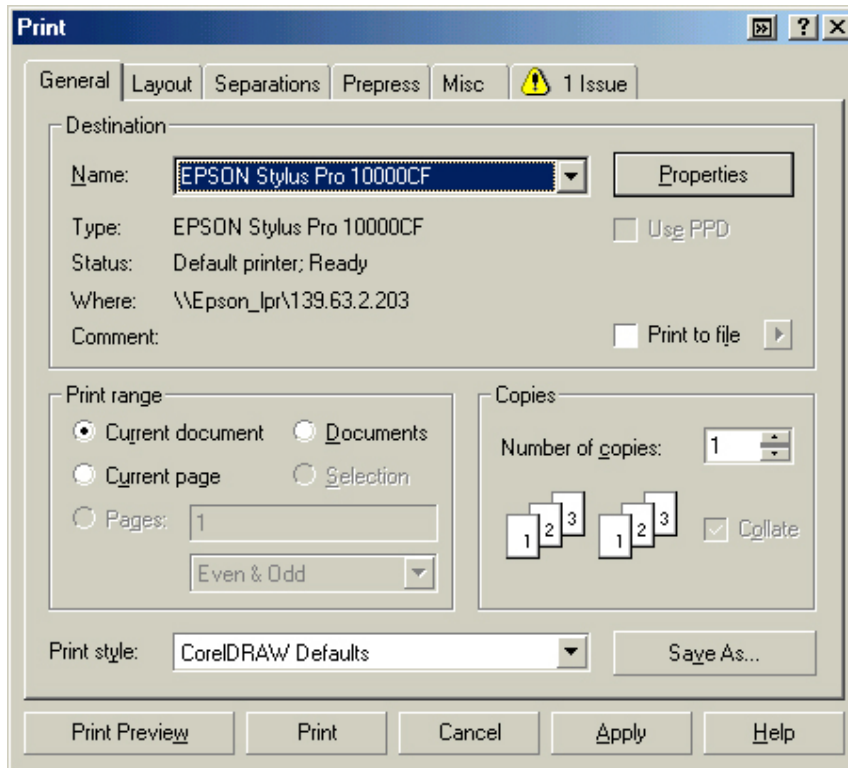 Print
General Layout Separations Prepress Misc 1 Issue
Destination
Name: EPSON Stylus Pro 10000CF Properties
Type: EPSON Stylus Pro 10000CF Use PPD
Status: Default printer; Ready
Where: \\Epson_lpr\139.63.2.203
Comment: Print to file
Print range Copies
Current document Documents Number of copies: 1
Current page Selection
Pages: 1 1 2 3 1 2 3 Collate
Even & Odd
Print style: CorelDRAW Defaults Save As...
Print Preview Print Cancel Apply Help